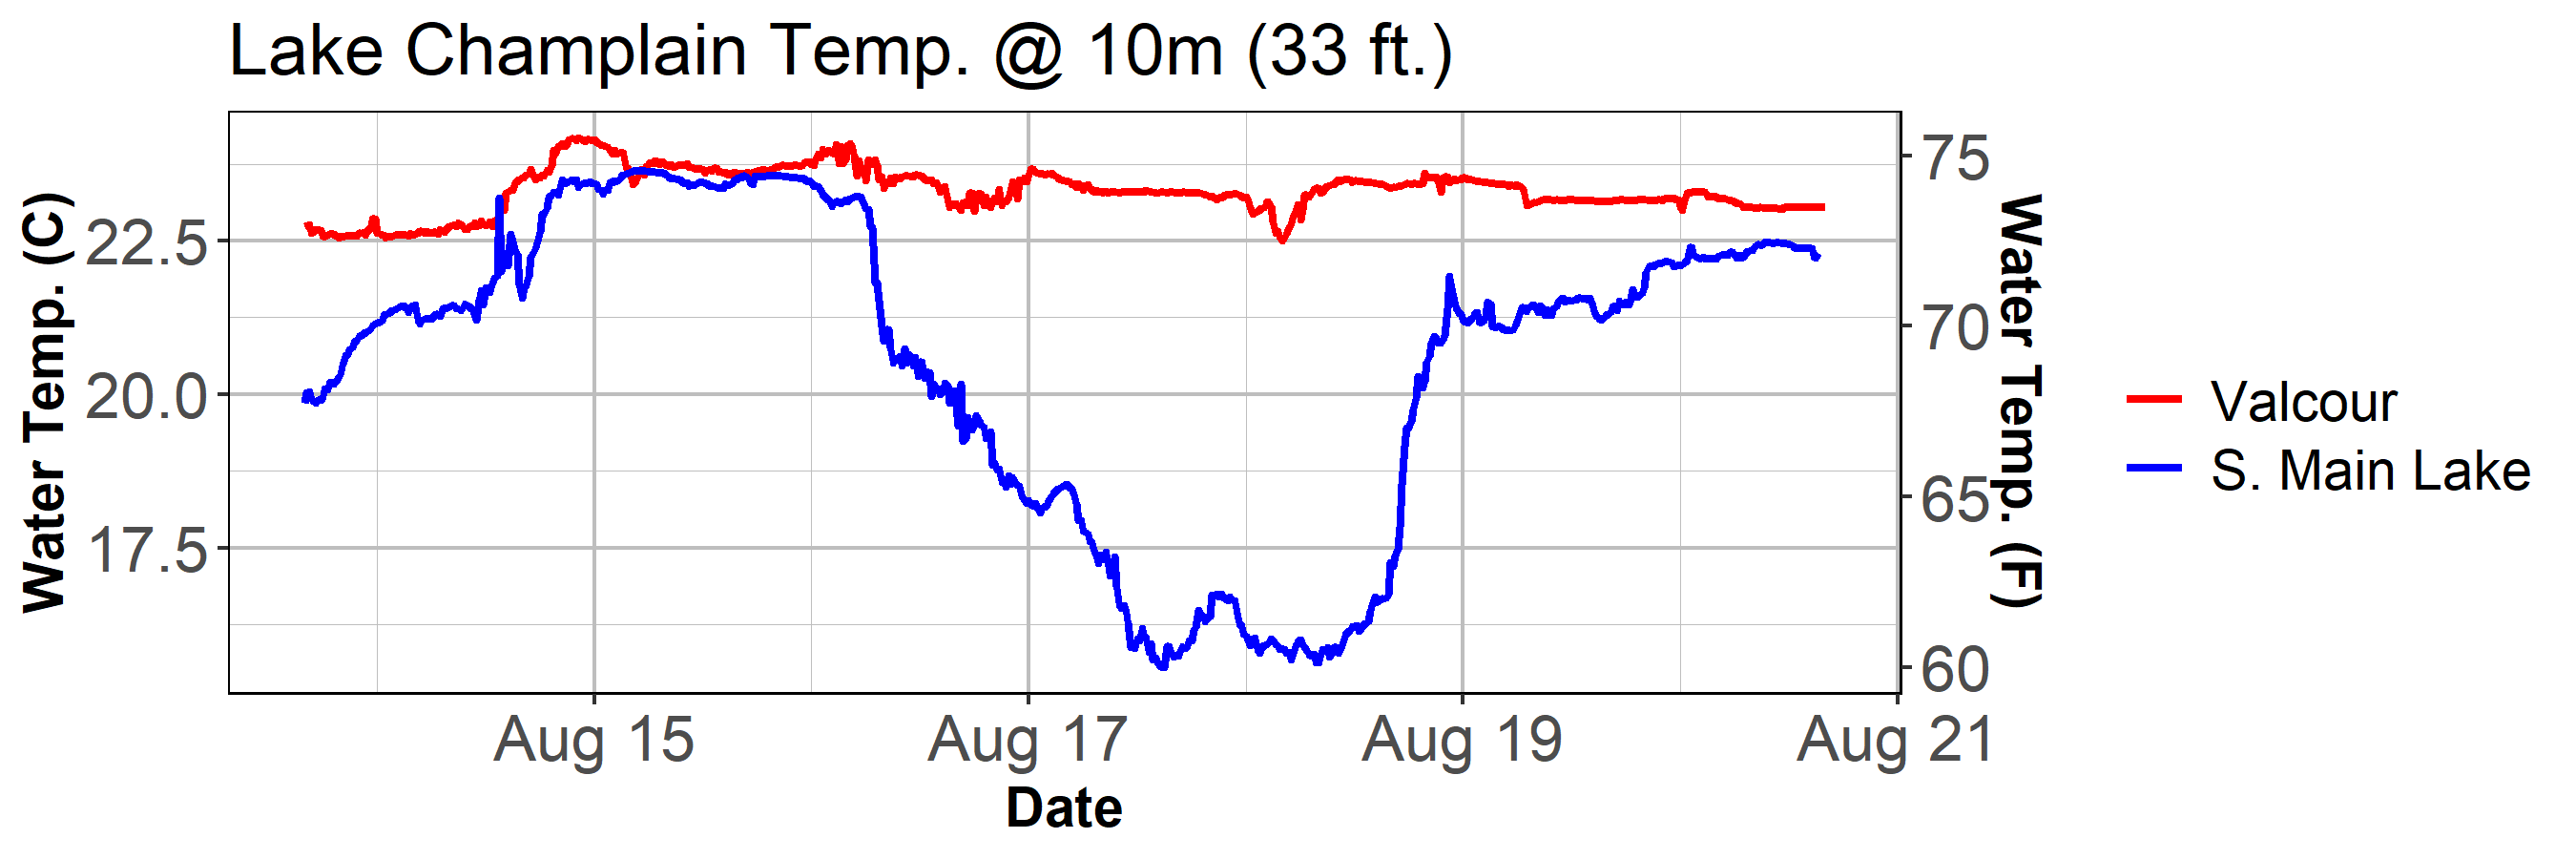 Lake Champlain Temp. @ 10m (33 ft.)
Water Temp. (C)
22.5
20.0
17.5
75
70
65
60
Water Temp. (F)
Aug 15
Aug 17
Aug 19
Aug 21
Date
Valcour
S. Main Lake